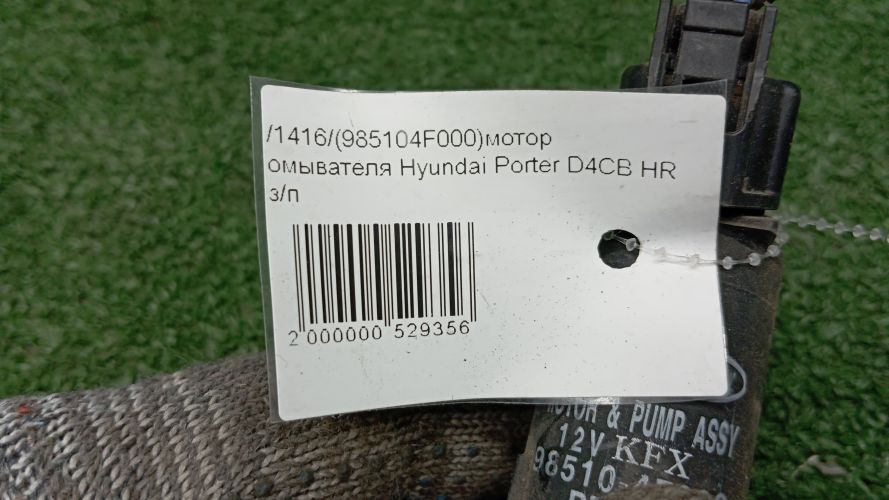 /1416/(985104F000)мотор
омывателя Hyundai Porter D4CB HR
з/п
2 000000 529356
MOTOR & PUMP ASSY
12V KFX